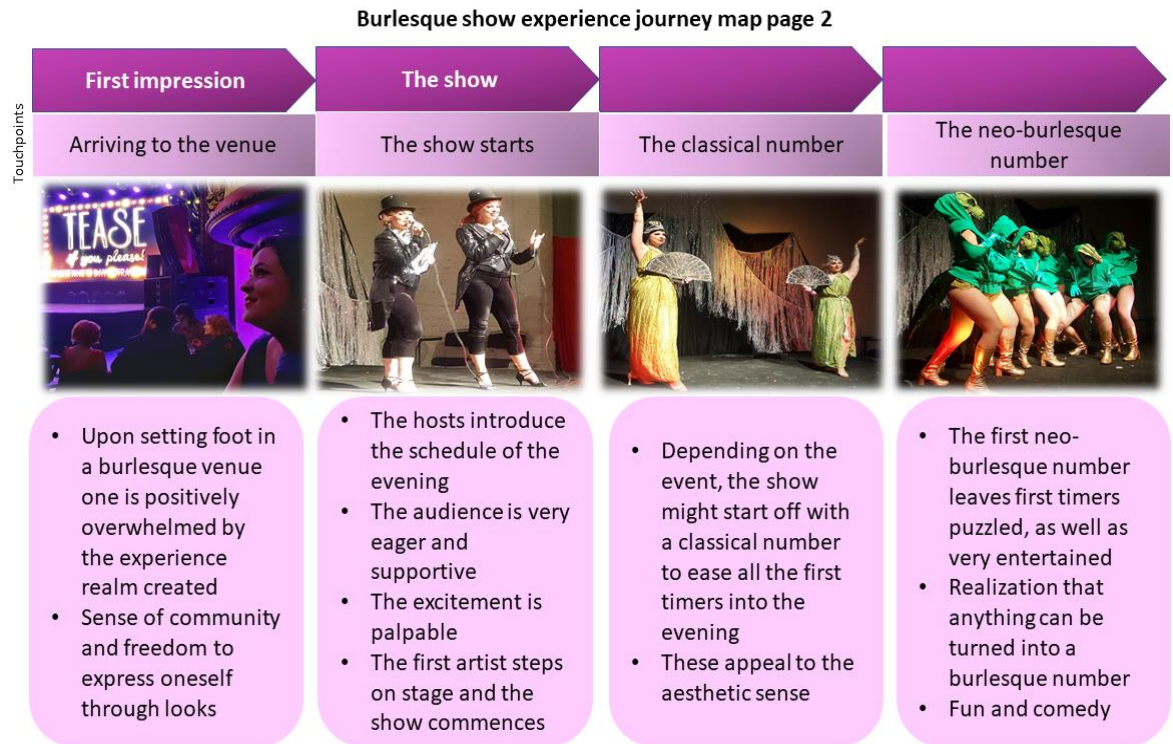 Burlesque show experience journey map page 2
First impression
The show
Touchpoints
Arriving to the venue
The show starts
The classical number
The neo-burlesque
number
TEASE
if you please!
• Upon setting foot in
a burlesque venue
one is positively
overwhelmed by
the experience
realm created
• Sense of community
and freedom to
express oneself
through looks
• The hosts introduce
the schedule of the
evening
• The audience is very
eager and
supportive
• The excitement is
palpable
• The first artist steps
on stage and the
show commences
• Depending on the
event, the show
might start off with
a classical number
to ease all the first
timers into the
evening
• These appeal to the
aesthetic sense
• The first neo-
burlesque number
leaves first timers
puzzled, as well as
very entertained
• Realization that
anything can be
turned into a
burlesque number
• Fun and comedy